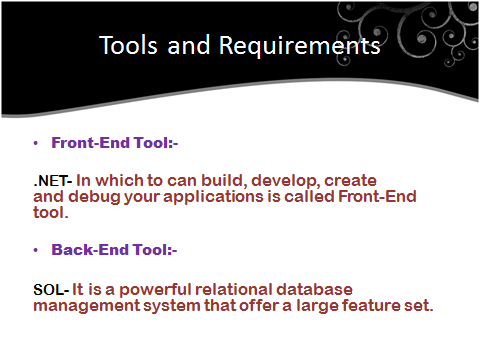 Tools and Requirements
• Front-End Tool:-
.NET- In which to can build, develop, create
and debug your applications is called Front-End
tool.
• Back-End Tool:-
SOL- It is a powerful relational database
management system that offer a large feature set.